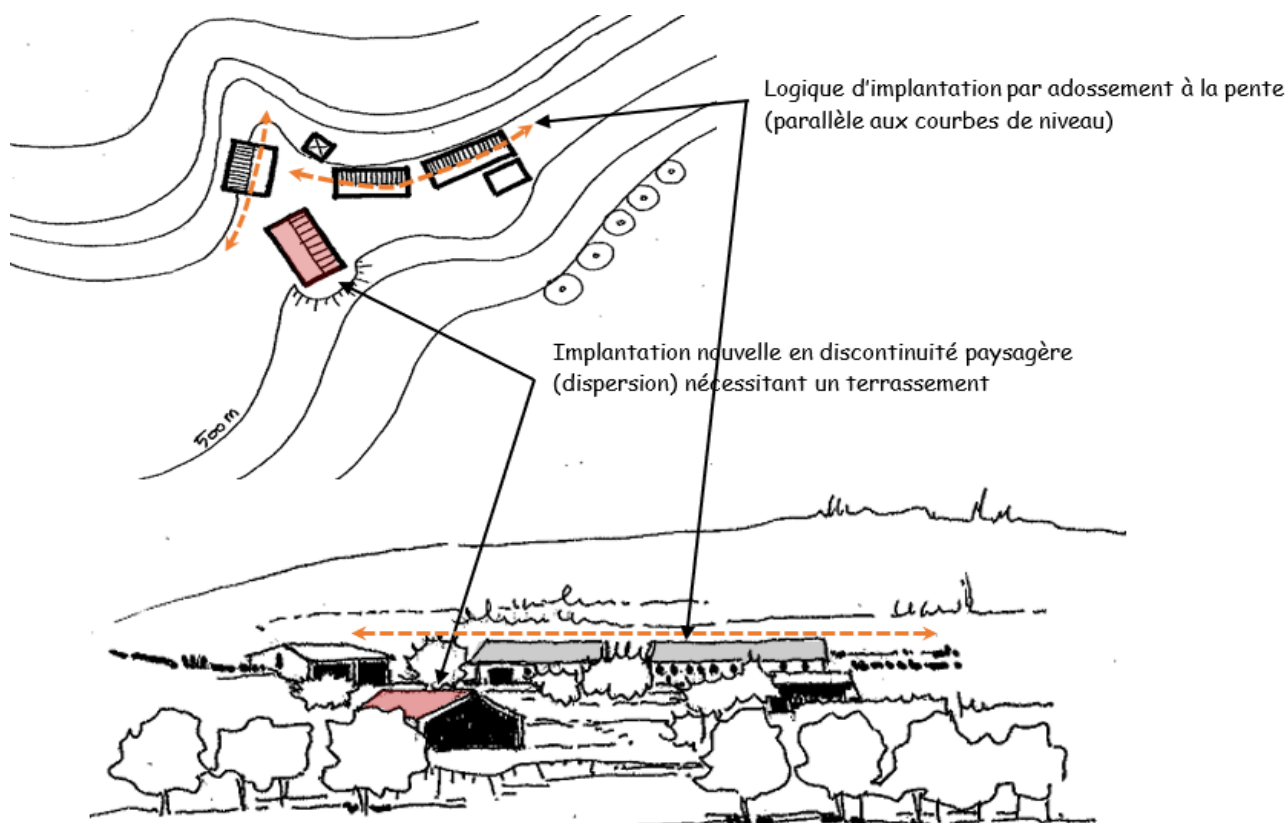 Logique d'implantation par adossement à la pente
(parallèle aux courbes de niveau)
Implantation nouvelle en discontinuité paysagère
(dispersion) nécessitant un terrassement
500 m